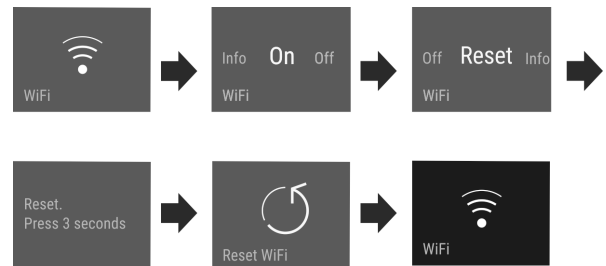 WiFi
Info On Off
WiFi
Off Reset Info
WiFi
Reset.
Press 3 seconds
Reset WiFi
WiFi